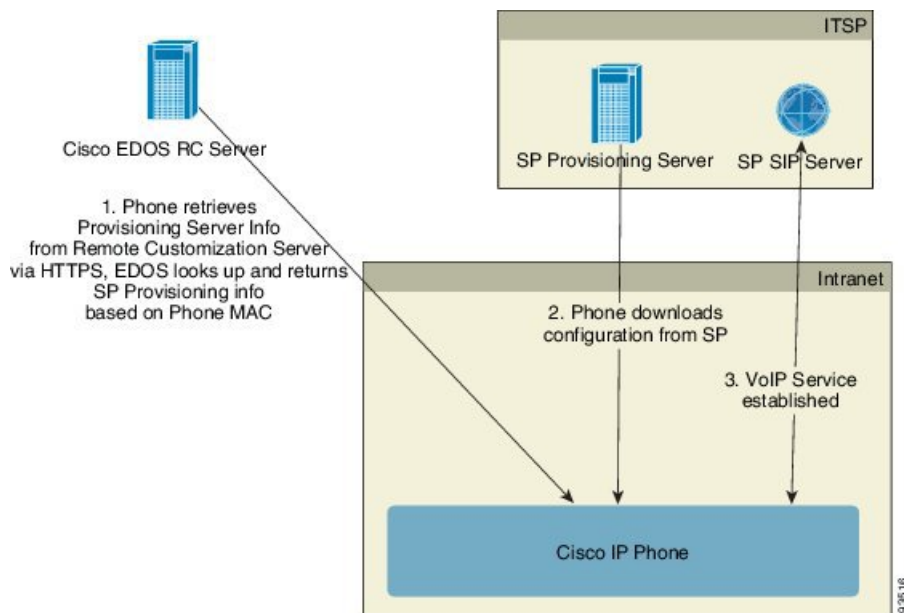 ITSP
Cisco EDOS RC Server
SP Provisioning Server
SP SIP Server
1. Phone retrieves
Provisioning Server Info
from Remote Customization Server
via HTTPS, EDOS looks up and returns
SP Provisioning info
based on Phone MAC
Intranet
2. Phone downloads
configuration from SP
3. VoIP Service
established
Cisco IP Phone